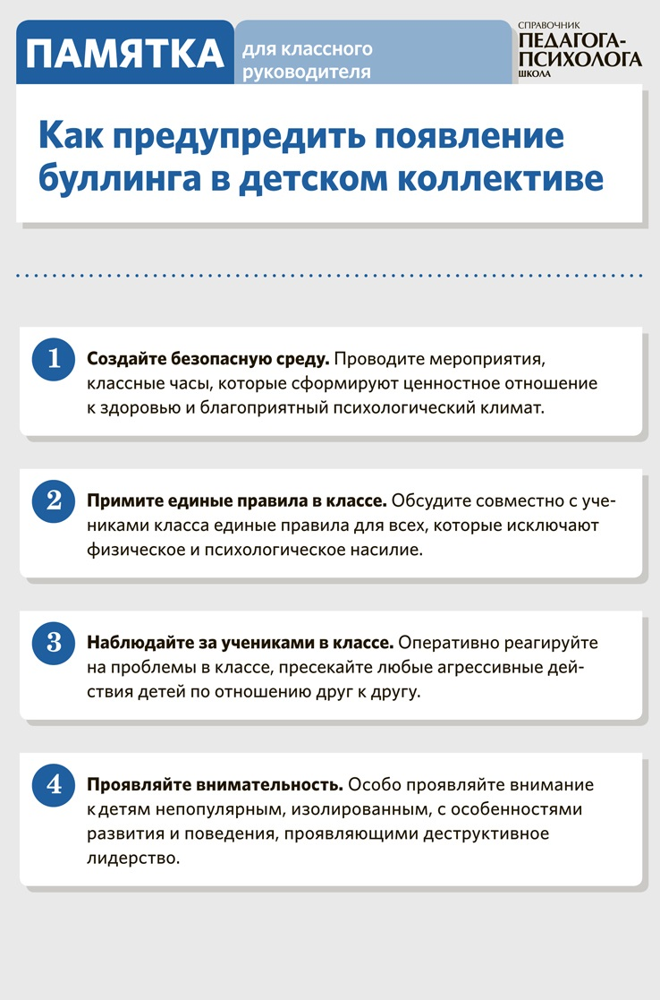 ПАМЯТКА
для классного
руководителя
СПРАВОЧНИК
ПЕДАГОГА-
ПСИХОЛОГА
ШКОЛА
Как предупредить появление
буллинга в детском коллективе
1
Создайте безопасную среду. Проводите мероприятия,
классные часы, которые сформируют ценностное отношение
к здоровью и благоприятный психологический климат.
2
Примите единые правила в классе. Обсудите совместно с уче-
никами класса единые правила для всех, которые исключают
физическое и психологическое насилие.
3
Наблюдайте за учениками в классе. Оперативно реагируйте
на проблемы в классе, пресекайте любые агрессивные дей-
ствия детей по отношению друг к другу.
4
Проявляйте внимательность. Особо проявляйте внимание
к детям непопулярным, изолированным, с особенностями
развития и поведения, проявляющими деструктивное
лидерство.